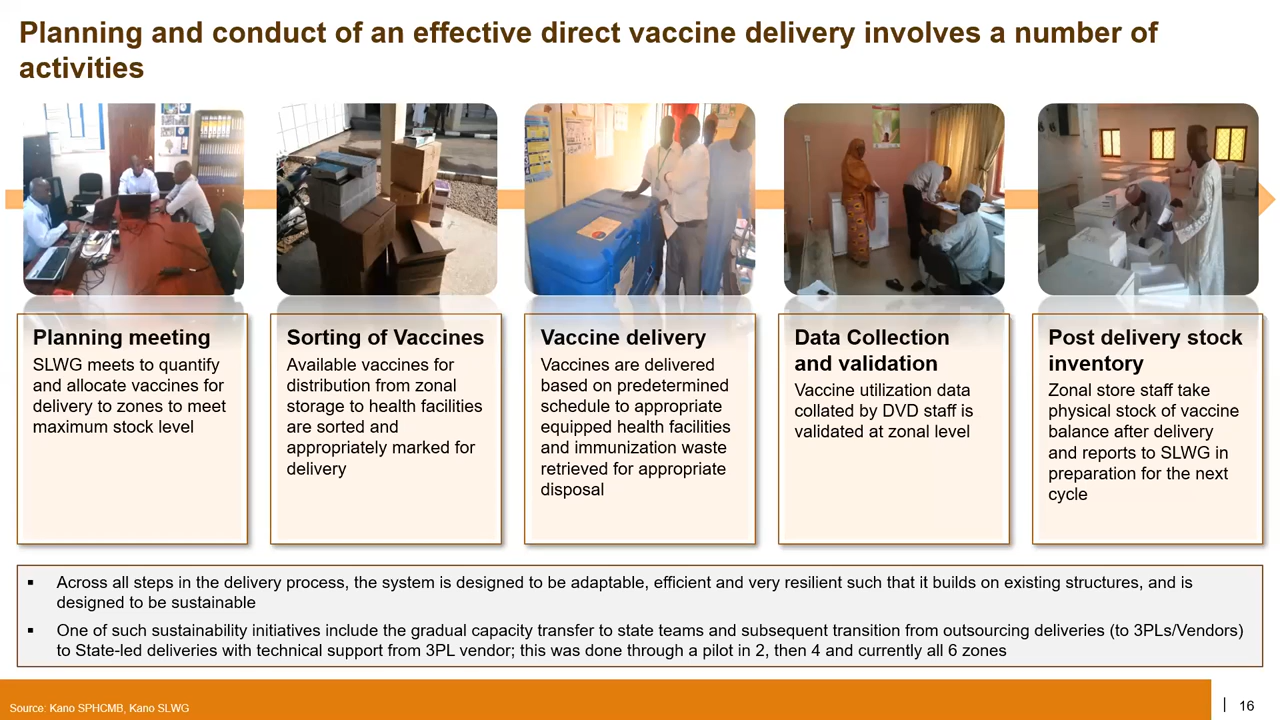 Planning and conduct of an effective direct vaccine delivery involves a number of
activities
Planning meeting
SLWG meets to quantify
and allocate vaccines for
delivery to zones to meet
maximum stock level
Sorting of Vaccines
Available vaccines for
distribution from zonal
storage to health facilities
are sorted and
appropriately marked for
delivery
Vaccine delivery
Vaccines are delivered
based on predetermined
schedule to appropriate
equipped health facilities
and immunization waste
retrieved for appropriate
disposal
Data Collection
and validation
Vaccine utilization data
collated by DVD staff is
validated at zonal level
Post delivery stock
inventory
Zonal store staff take
physical stock of vaccine
balance after delivery
and reports to SLWG in
preparation for the next
cycle
▪ Across all steps in the delivery process, the system is designed to be adaptable, efficient and very resilient such that it builds on existing structures, and is
designed to be sustainable
▪ One of such sustainability initiatives include the gradual capacity transfer to state teams and subsequent transition from outsourcing deliveries (to 3PLs/Vendors)
to State-led deliveries with technical support from 3PL vendor; this was done through a pilot in 2, then 4 and currently all 6 zones
Source: Kano SPHCMB, Kano SLWG
| 16